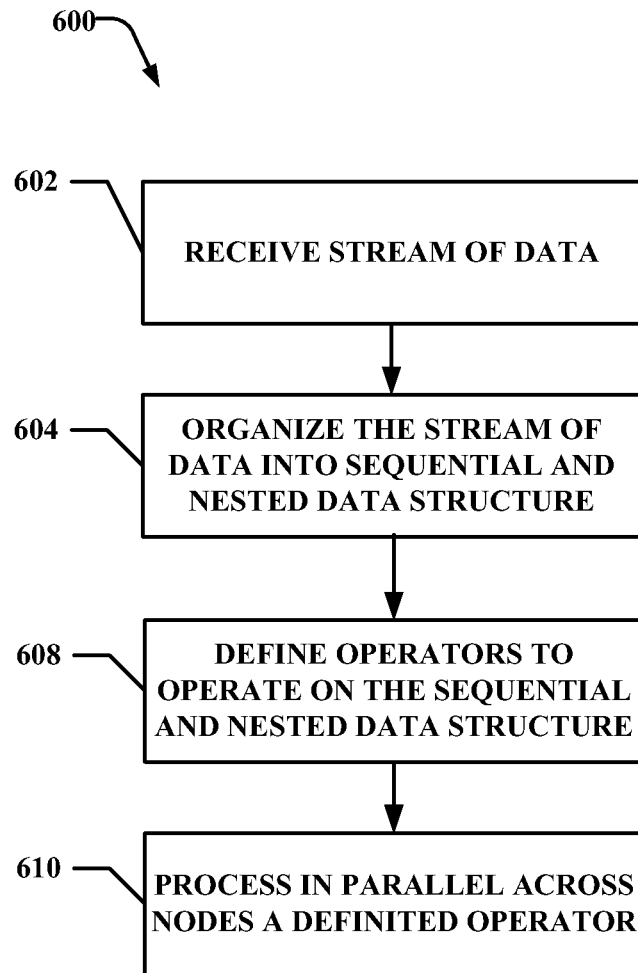 600
602
RECEIVE STREAM OF DATA
604
ORGANIZE THE STREAM OF
DATA INTO SEQUENTIAL AND
NESTED DATA STRUCTURE
608
DEFINE OPERATORS TO
OPERATE ON THE SEQUENTIAL
AND NESTED DATA STRUCTURE
610
PROCESS IN PARALLEL ACROSS
NODES A DEFINITED OPERATOR